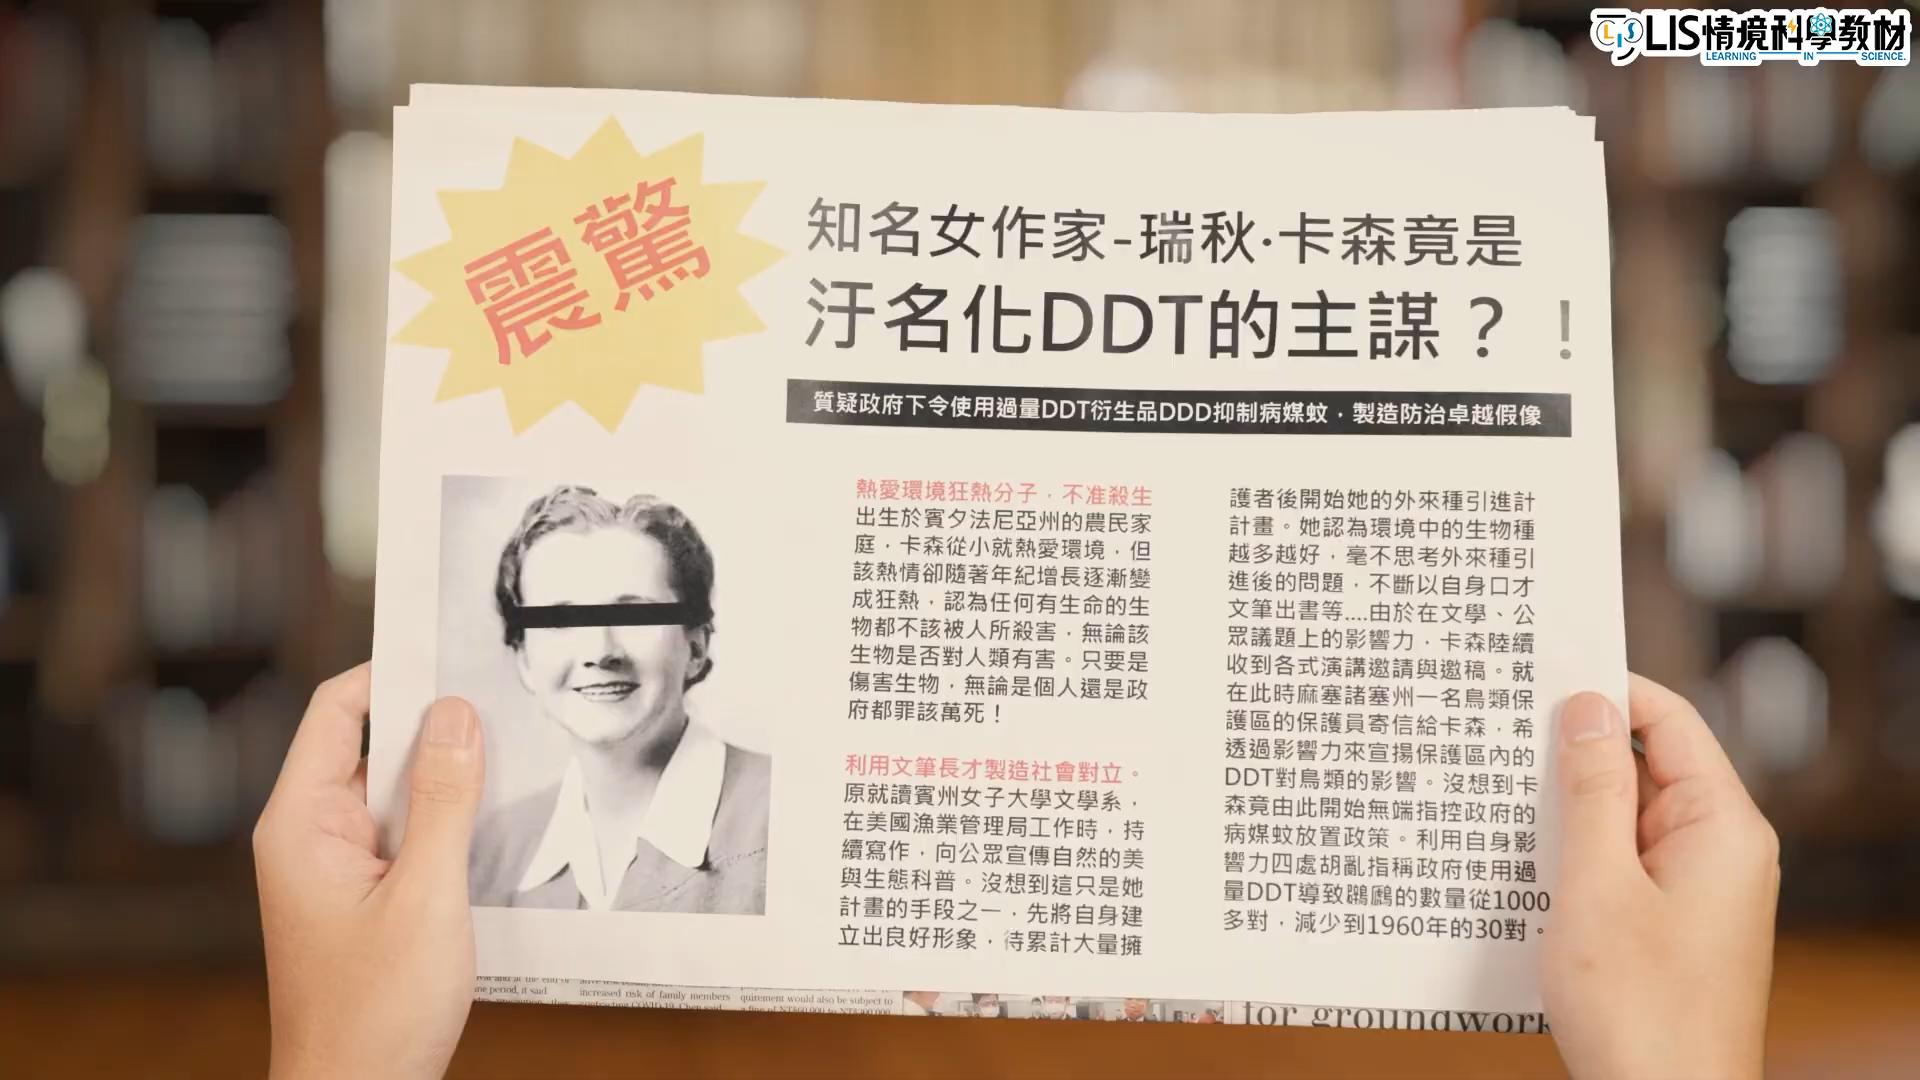 LIS情境科學教材
LEARNING IN SCIENCE.
震驚
知名女作家-瑞秋·卡森竟是
汙名化DDT的主謀？！
質疑政府下令使用過量DDT衍生品DDD抑制病媒蚊，製造防治卓越假像
熱愛環境狂熱分子，不准殺生
出生於賓夕法尼亞州的農民家
庭，卡森從小就熱愛環境，但
該熱情卻隨著年紀增長逐漸變
成狂熱，認為任何有生命的生
物都不該被人所殺害，無論該
生物是否對人類有害。只要是
傷害生物，無論是個人還是政
府都罪該萬死！
利用文筆長才製造社會對立。
原就讀賓州女子大學文學系，
在美國漁業管理局工作時，持
續寫作，向公眾宣傳自然的美
與生態科普。沒想到這只是她
計畫的手段之一，先將自身建
立出良好形象，待累計大量擁
護者後開始她的外來種引進計
計畫。她認為環境中的生物種
越多越好，毫不思考外來種引
進後的問題，不斷以自身口才
文筆出書等....由於在文學、公
眾議題上的影響力，卡森陸續
收到各式演講邀請與邀稿。就
在此時麻塞諸塞州一名鳥類保
護區的保護員寄信給卡森，希
透過影響力來宣揚保護區內的
DDT對鳥類的影響。沒想到卡
森竟由此開始無端指控政府的
病媒蚊放置政策。利用自身影
響力四處胡亂指稱政府使用過
量DDT導致鸊鷉的數量從1000
多對，減少到1960年的30對。
ne period, it said
increased risk of family members
quirement would also be subject to
for groundwork